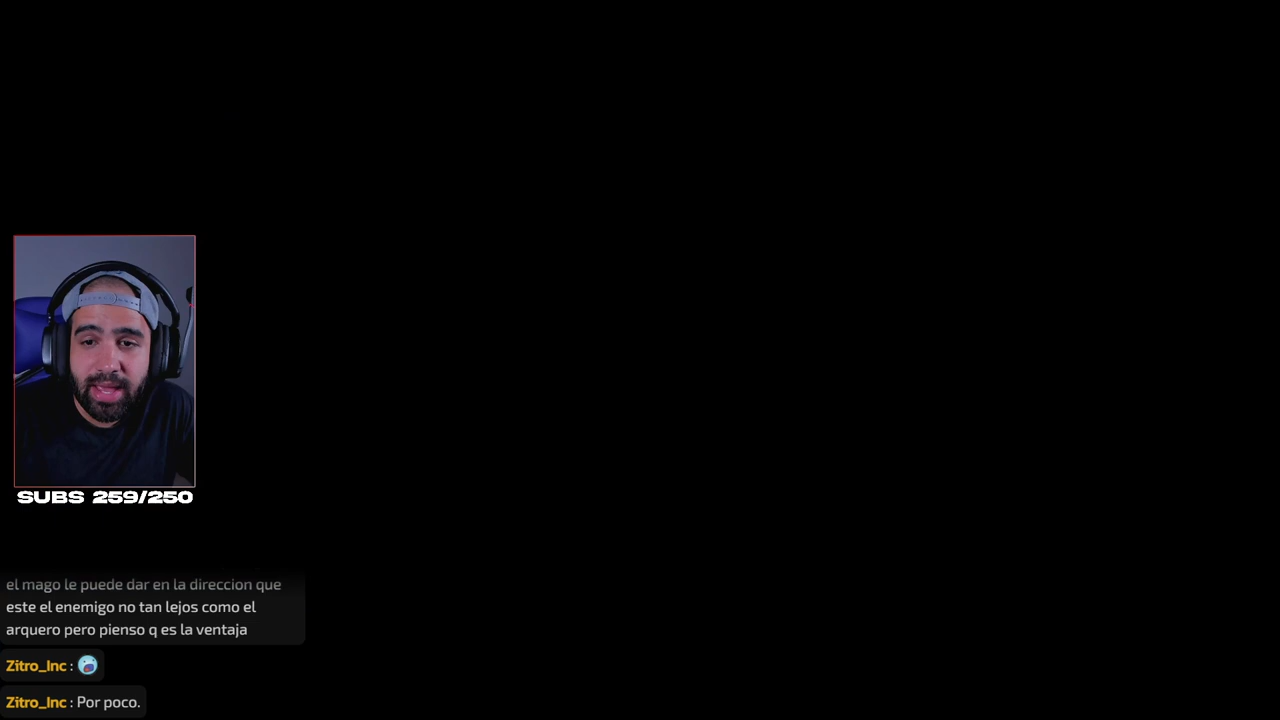 SUBS 259/250
el mago le puede dar en la direccion que
este el enemigo no tan lejos como el
arquero pero pienso q es la ventaja
Zitro_Inc :
Zitro_Inc : Por poco.